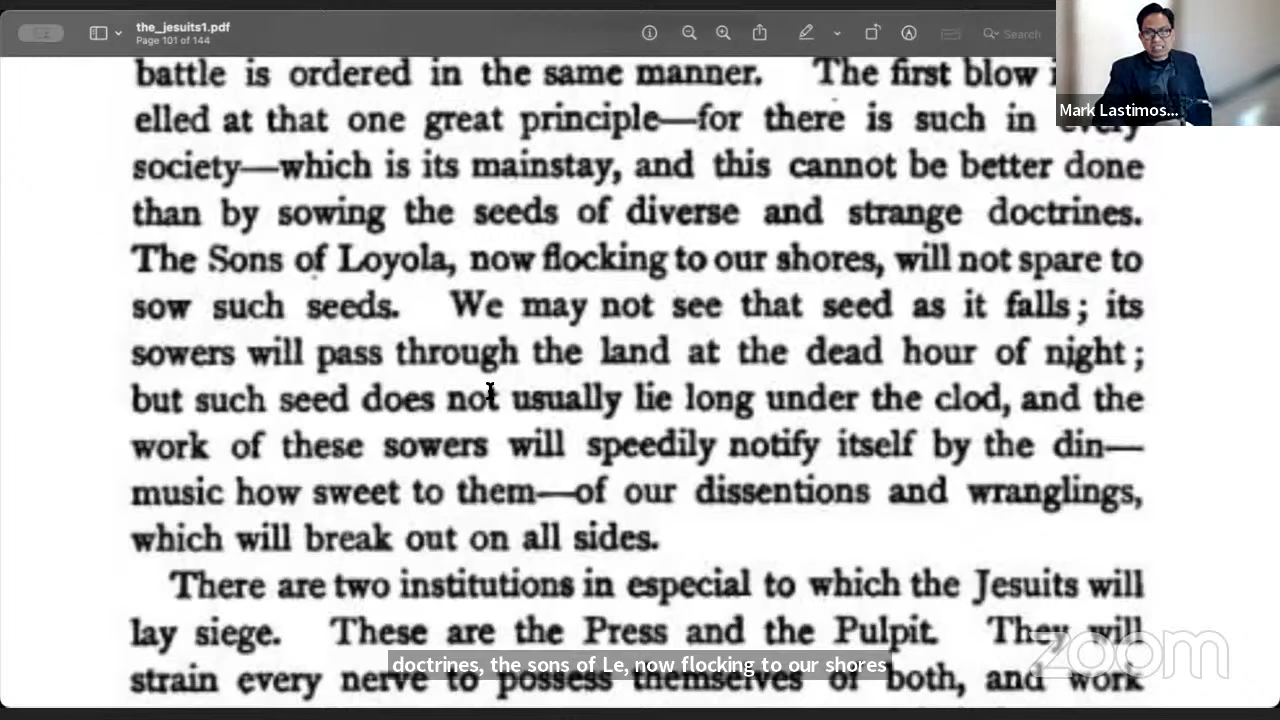 the_jesuits1.pdf
Page 101 of 144
Search
Mark Lastimos...
battle is ordered in the same manner. The first blow
elled at that one great principle—for there is such in every
society—which is its mainstay, and this cannot be better done
than by sowing the seeds of diverse and strange doctrines.
The Sons of Loyola, now flocking to our shores, will not spare to
sow such seeds. We may not see that seed as it falls; its
sowers will pass through the land at the dead hour of night;
but such seed does not usually lie long under the clod, and the
work of these sowers will speedily notify itself by the din—
music how sweet to them—of our dissentions and wranglings,
which will break out on all sides.
There are two institutions in especial to which the Jesuits will
lay siege. These are the Press and the Pulpit. They will
strain every nerve to possess themselves of both, and work
doctrines, the sons of Le, now flocking to our shores
zoom